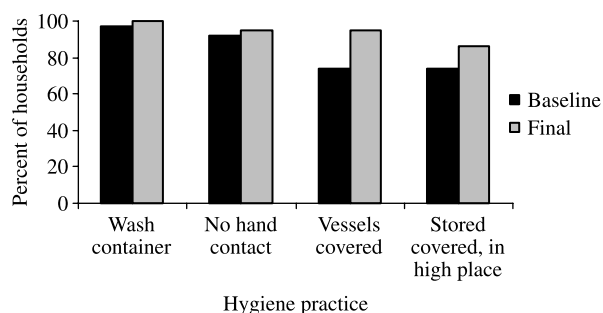 100
80
60
40
20
0
Percent of households
Wash
container
No hand
contact
Vessels
covered
Stored
covered, in
high place
Hygiene practice
Baseline
Final